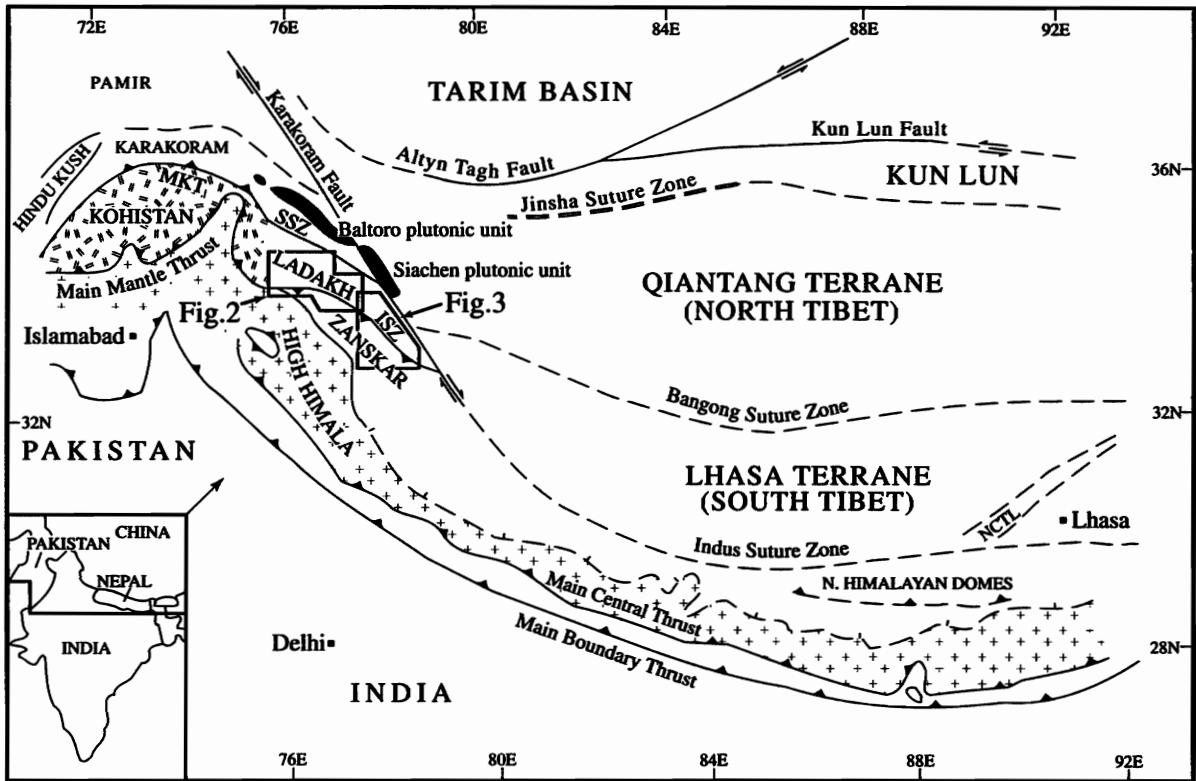 72E
76E
80E
84E
88E
92E
PAMIR
TARIM BASIN
Karakoram Fault
Kun Lun Fault
KARAKORAM
Altyn Tagh Fault
36N
KUN LUN
HINDU KUSH
MKT
Jinsha Suture Zone
KOHISTAN
SSZ
Baltoro plutonic unit
Main Mantle Thrust
LADAKH
Siachen plutonic unit
QIANTANG TERRANE
(NORTH TIBET)
Fig.2
ISZ
Fig.3
Islamabad
ZANSKAR
HIGH HIMALA
Bangong Suture Zone
32N
32N
PAKISTAN
LHASA TERRANE
(SOUTH TIBET)
NCTL
Lhasa
Indus Suture Zone
CHINA
PAKISTAN
NEPAL
INDIA
N. HIMALAYAN DOMES
Main Central Thrust
Main Boundary Thrust
Delhi
28N
INDIA
76E
80E
84E
88E
92E